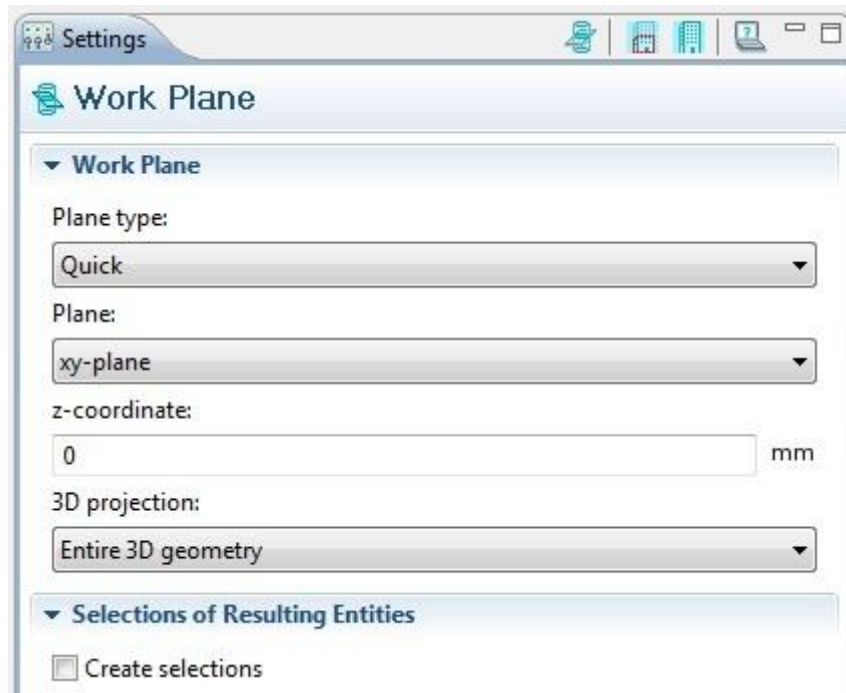 Settings
Work Plane
Work Plane
Plane type:
Quick
Plane:
xy-plane
z-coordinate:
0 mm
3D projection:
Entire 3D geometry
Selections of Resulting Entities
Create selections